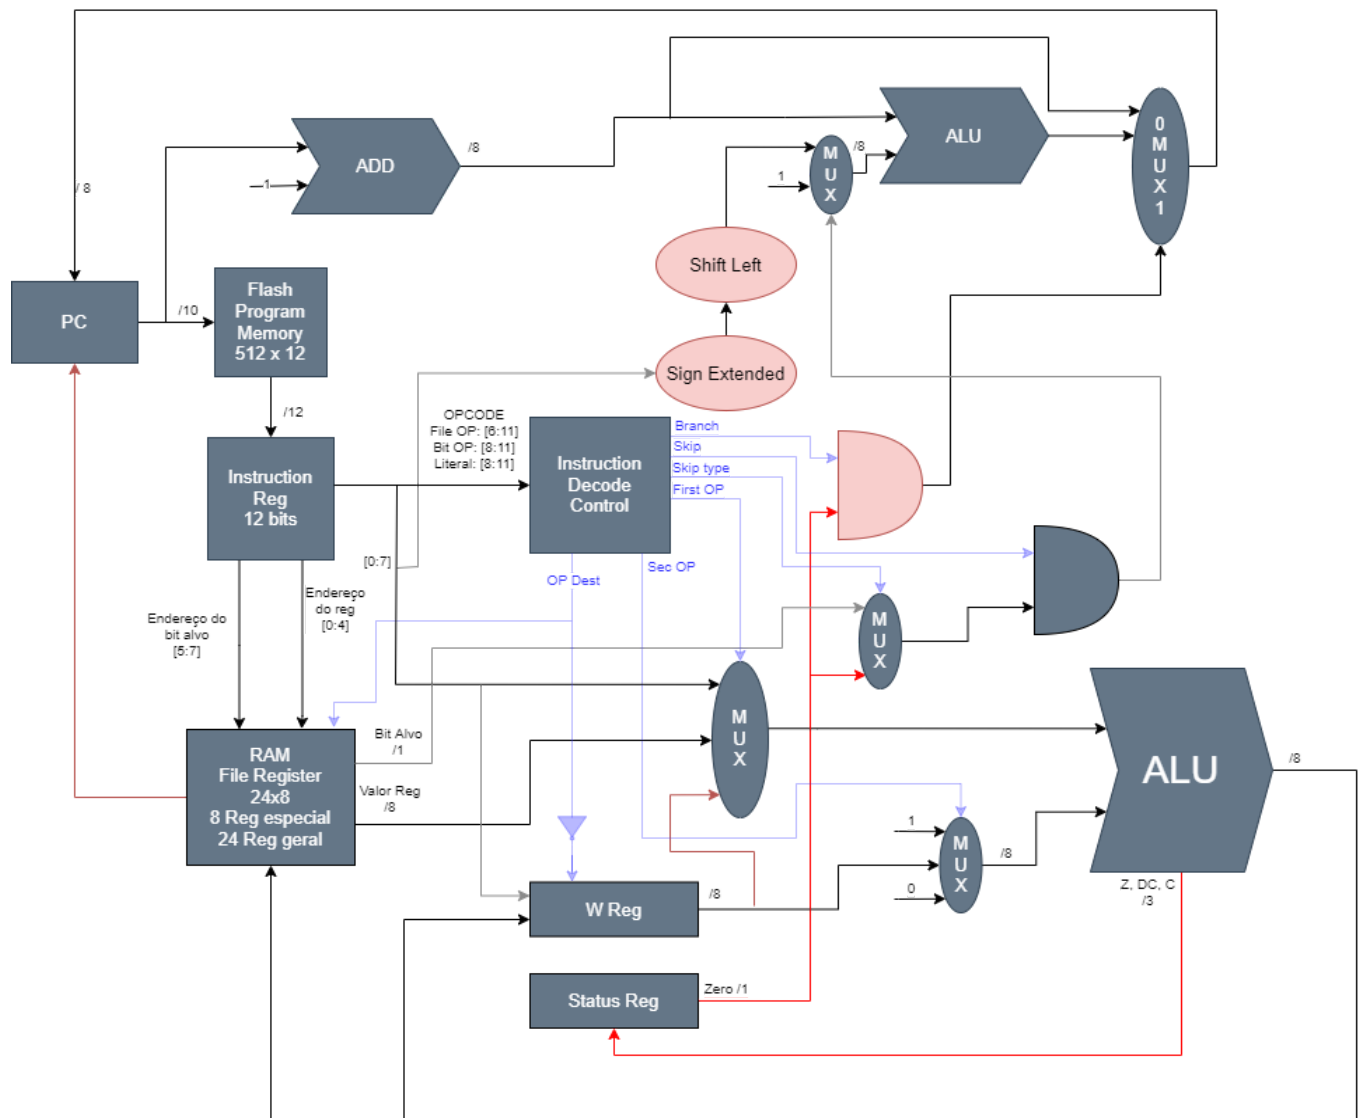 /8
ADD
1
/ 8
M
U
X
/8
1
ALU
0
M
U
X
1
Shift Left
PC
/10
Flash
Program
Memory
512 x 12
Sign Extended
/12
OPCODE
File OP: [6:11]
Bit OP: [8:11]
Literal: [8:11]
Branch
Skip
Skip type
First OP
Instruction
Decode
Control
Instruction
Reg
12 bits
[0:7]
OP Dest
Sec OP
Endereço
do reg
[0:4]
Endereço do
bit alvo
[5:7]
M
U
X
M
U
X
Bit Alvo
/1
RAM
File Register
24x8
8 Reg especial
24 Reg geral
Valor Reg
/8
ALU
/8
1
M
U
X
0
/8
W Reg
/8
Z, DC, C
/3
Status Reg
Zero /1